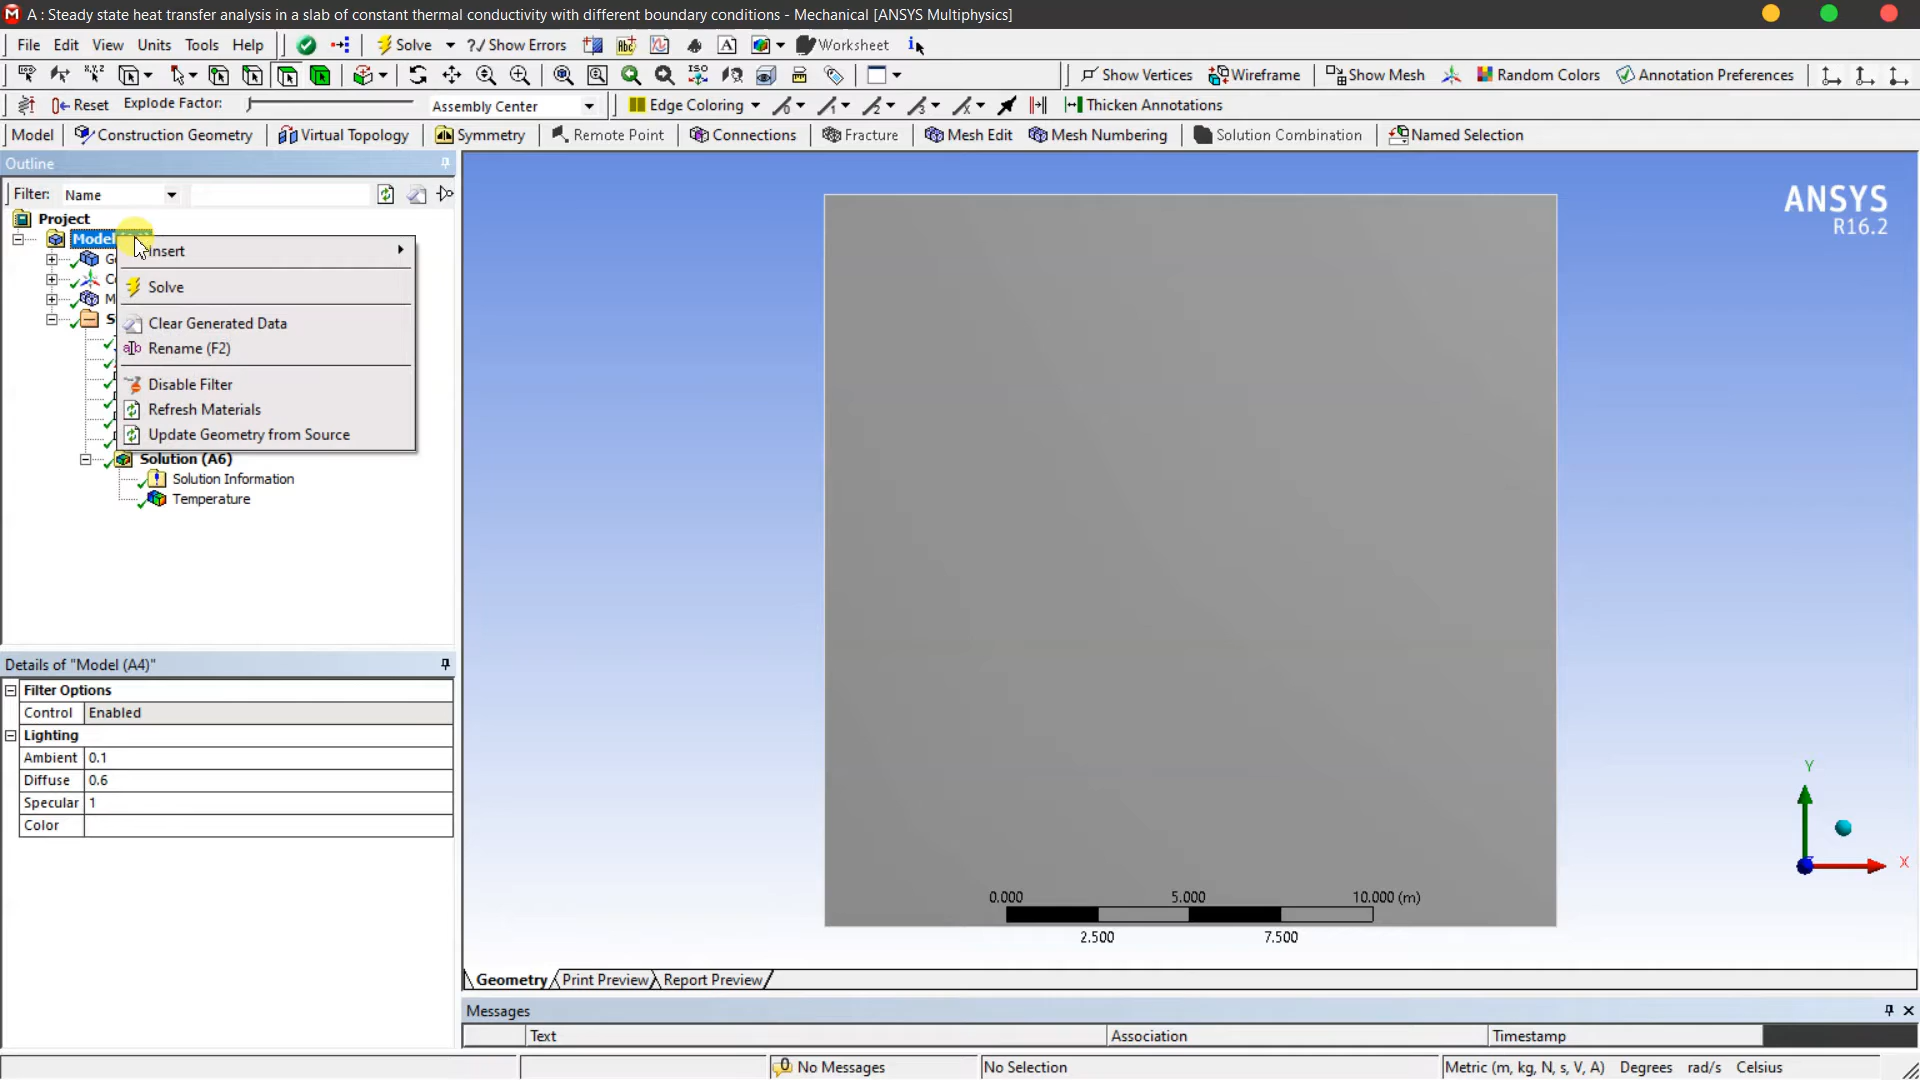 A : Steady state heat transfer analysis in a slab of constant thermal conductivity with different boundary conditions - Mechanical [ANSYS Multiphysics]
File Edit View Units Tools Help Solve ?/ Show Errors Worksheet
Show Vertices Wireframe Show Mesh Random Colors Annotation Preferences
Reset Explode Factor: Assembly Center Edge Coloring Thicken Annotations
Model Construction Geometry Virtual Topology Symmetry Remote Point Connections Fracture Mesh Edit Mesh Numbering Solution Combination Named Selection
Outline
Filter: Name
Project
Model
Insert
Solve
Clear Generated Data
Rename (F2)
Disable Filter
Refresh Materials
Update Geometry from Source
Solution (A6)
Solution Information
Temperature
Details of "Model (A4)"
Filter Options
Control Enabled
Lighting
Ambient 0.1
Diffuse 0.6
Specular 1
Color
ANSYS
R16.2
Y
X
0.000 5.000 10.000 (m)
2.500 7.500
Geometry Print Preview Report Preview
Messages
Text Association Timestamp
No Messages No Selection Metric (m, kg, N, s, V, A) Degrees rad/s Celsius